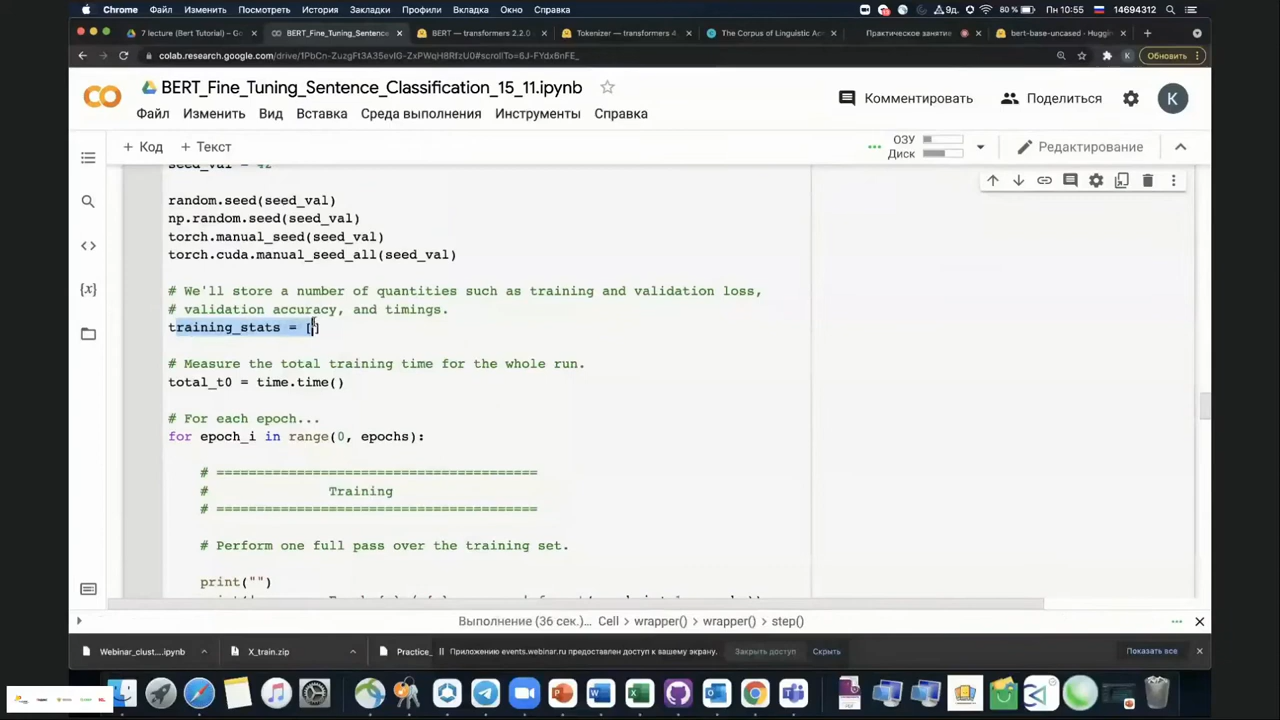 Chrome Файл Изменить Посмотреть История Закладки Профили Вкладка Окно Справка 9д. 80 % Пн 10:55 14694312
7 lecture (Bert Tutorial) – Go
BERT_Fine_Tuning_Sentence
BERT — transformers 2.2.0
Tokenizer — transformers 4.
The Corpus of Linguistic Ac
Практическое занятие
bert-base-uncased · Huggin
colab.research.google.com/drive/1PbCn-ZuzgFt83835evIG-ZxPWqH8RfzU0#scrollTo=6J-FYdx6nFE_
Обновить
CO
BERT_Fine_Tuning_Sentence_Classification_15_11.ipynb
Файл Изменить Вид Вставка Среда выполнения Инструменты Справка
Комментировать Поделиться K
+ Код + Текст
ОЗУ
Диск
Редактирование
seed_val = 42
random.seed(seed_val)
np.random.seed(seed_val)
torch.manual_seed(seed_val)
torch.cuda.manual_seed_all(seed_val)
# We'll store a number of quantities such as training and validation loss,
# validation accuracy, and timings.
training_stats = []
# Measure the total training time for the whole run.
total_t0 = time.time()
# For each epoch...
for epoch_i in range(0, epochs):
# ========================================
# Training
# ========================================
# Perform one full pass over the training set.
print("")
Выполнение (36 сек.)... Cell > wrapper() > wrapper() > step()
Webinar_clust....ipynb
X_train.zip
Practice_
Приложению events.webinar.ru предоставлен доступ к вашему экрану.
Закрыть доступ
Скрыть
Показать все